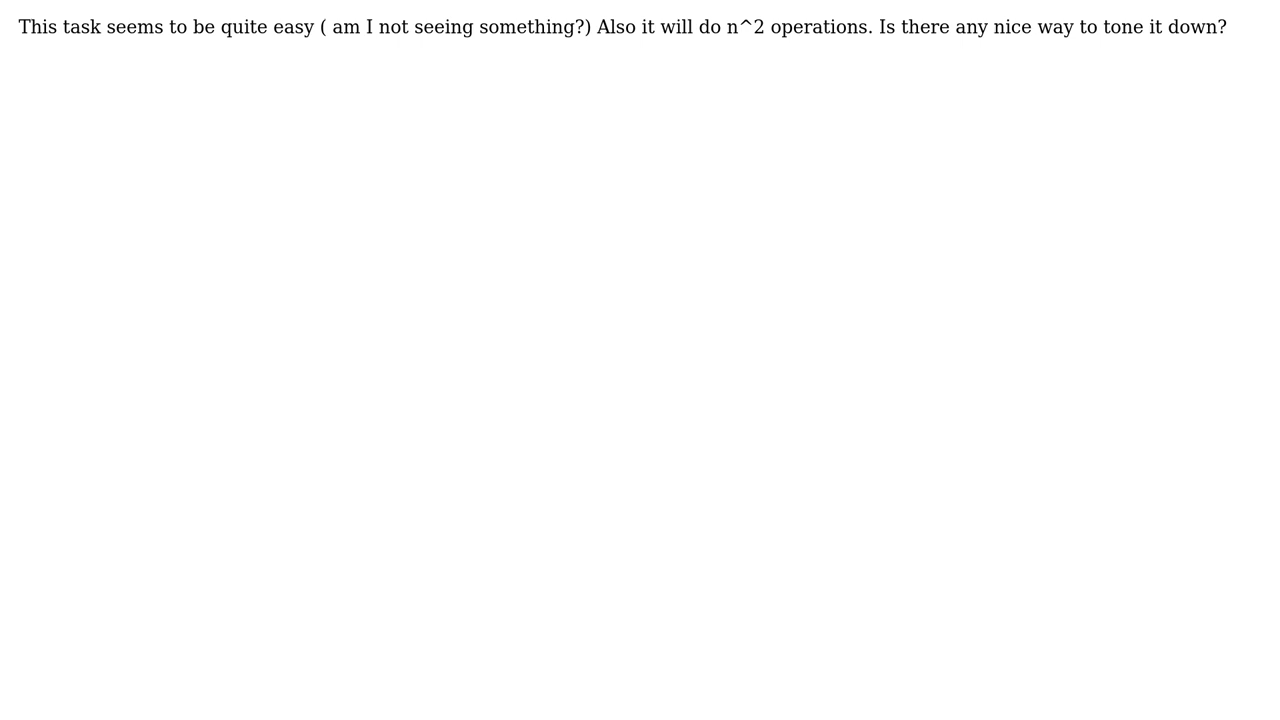 This task seems to be quite easy ( am I not seeing something?) Also it will do n^2 operations. Is there any nice way to tone it down?